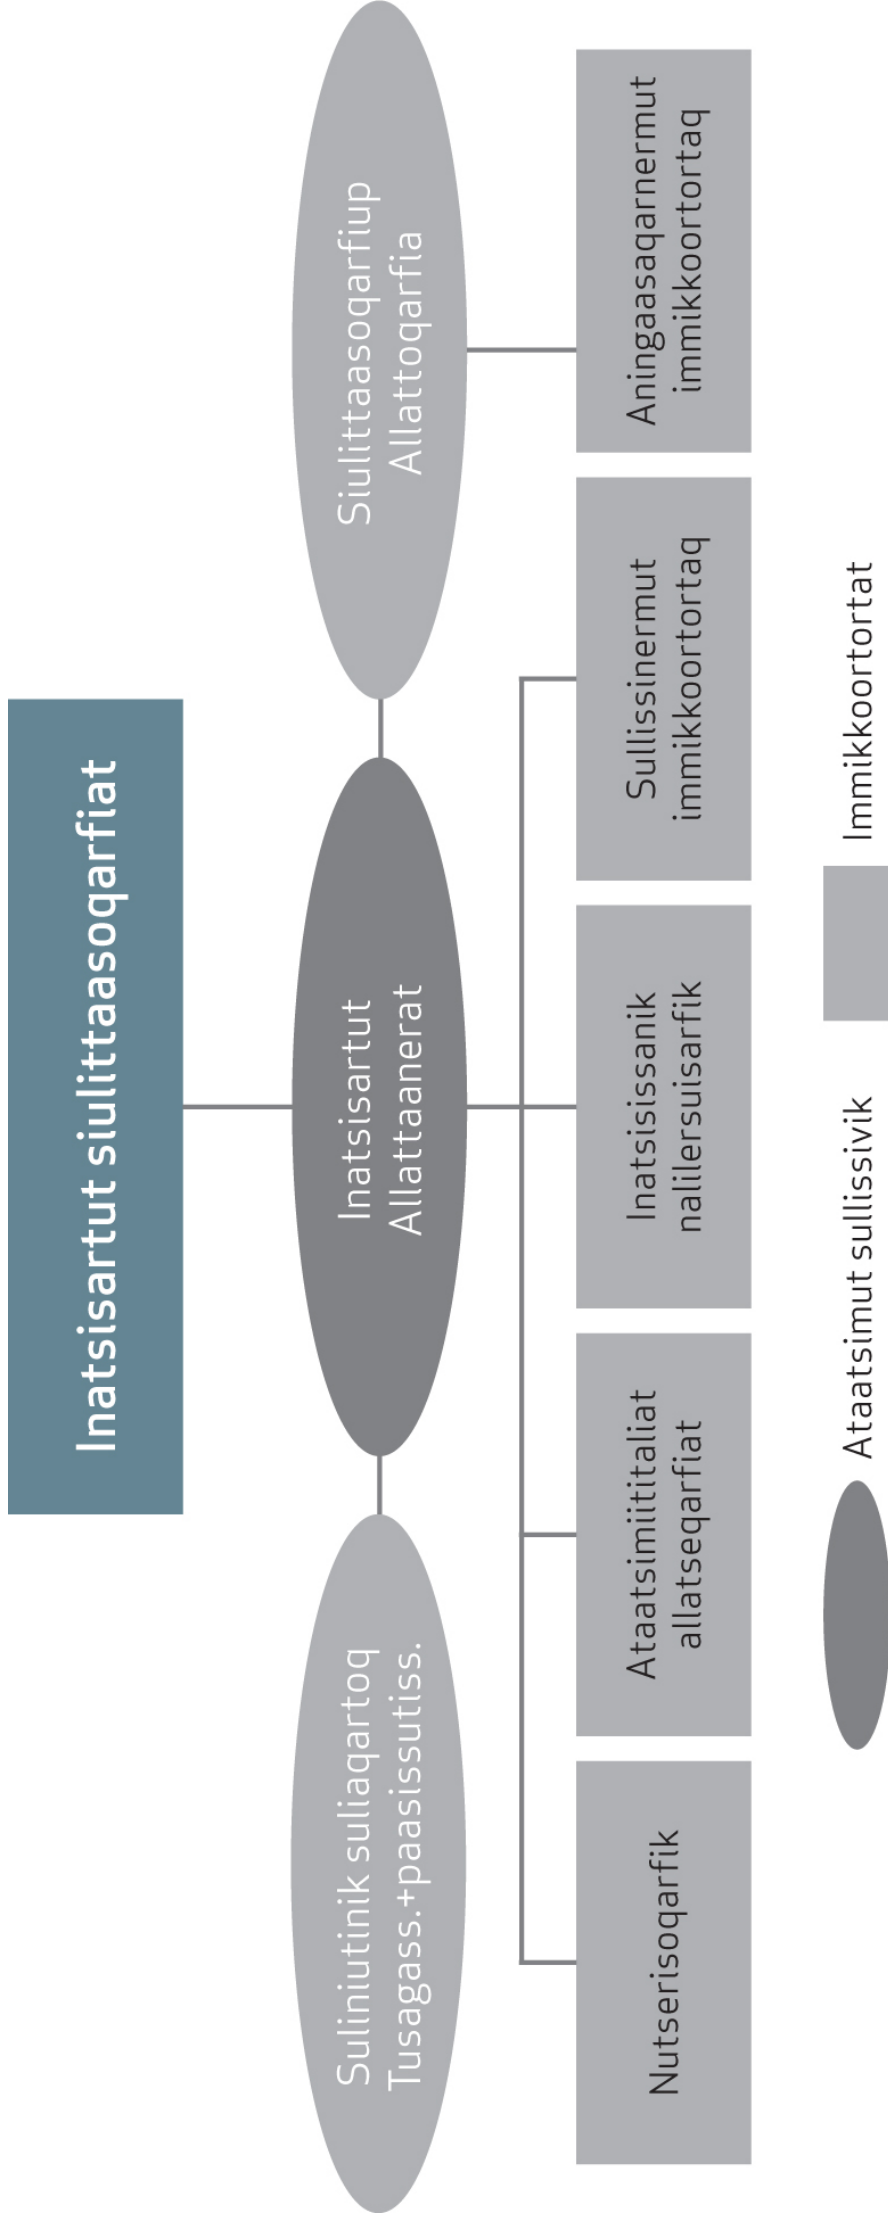 Inatsisartut siulittaasoqarfiat
Suliniutinik suliaqartoq
Tusagass.+paasissutiss.
Inatsisartut
Allattaanerat
Siulittaasoqarfiup
Allattoqarfia
Nutserisoqarfik
Ataatsimiititaliat
allatseqarfiat
Inatsisissanik
nalilersuisarfik
Sullissinermut
immikkoortortaq
Aningaasaqarnermut
immikkoortortaq
Ataatsimut sullissivik
Immikkoortortat